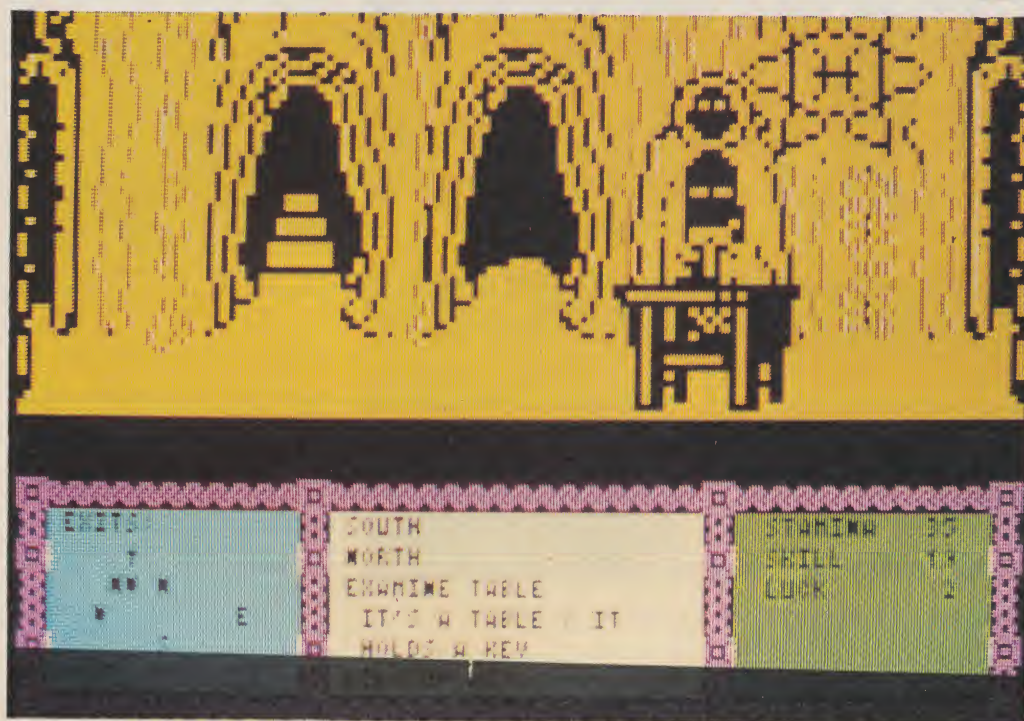 EXITS:
SOUTH
NORTH
EXAMINE TABLE
IT'S A TABLE : IT
HOLDS A KEY
E
STAMINA
SKILL
LUCK